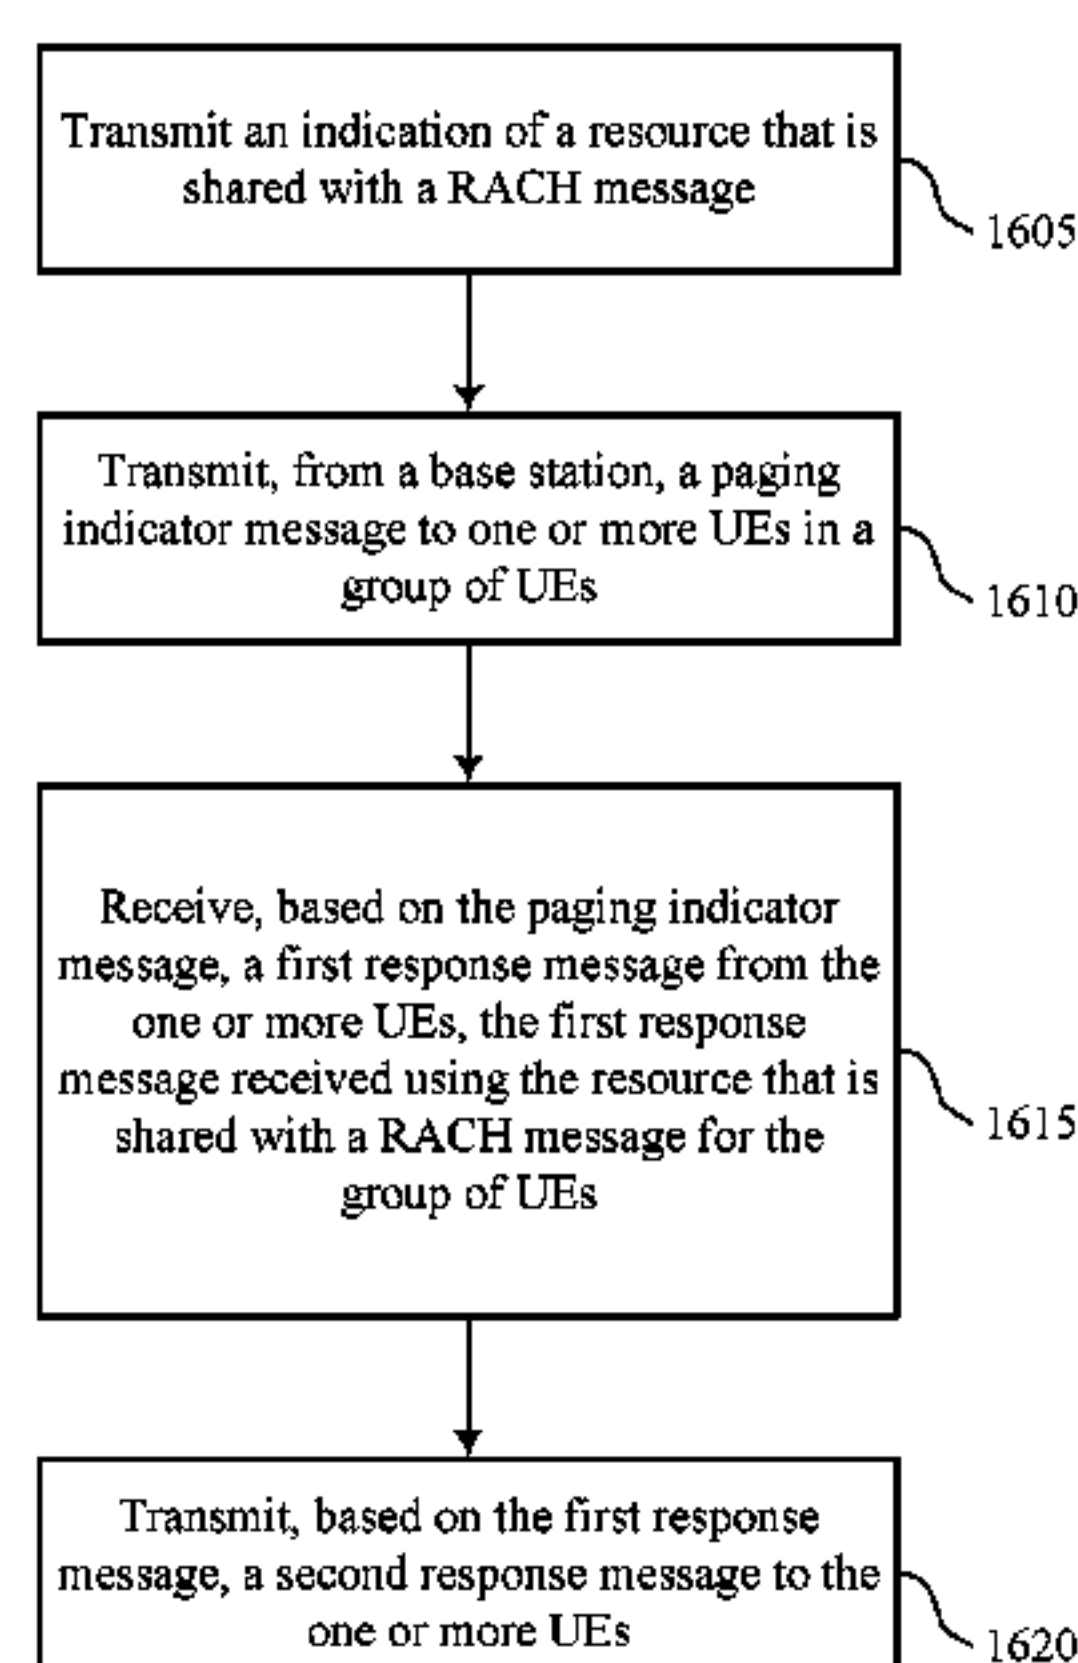 Transmit an indication of a resource that is
shared with a RACH message
1605
Transmit, from a base station, a paging
indicator message to one or more UEs in a
group of UEs
1610
Receive, based on the paging indicator
message, a first response message from the
one or more UEs, the first response
message received using the resource that is
shared with a RACH message for the
group of UEs
1615
Transmit, based on the first response
message, a second response message to the
one or more UEs
1620